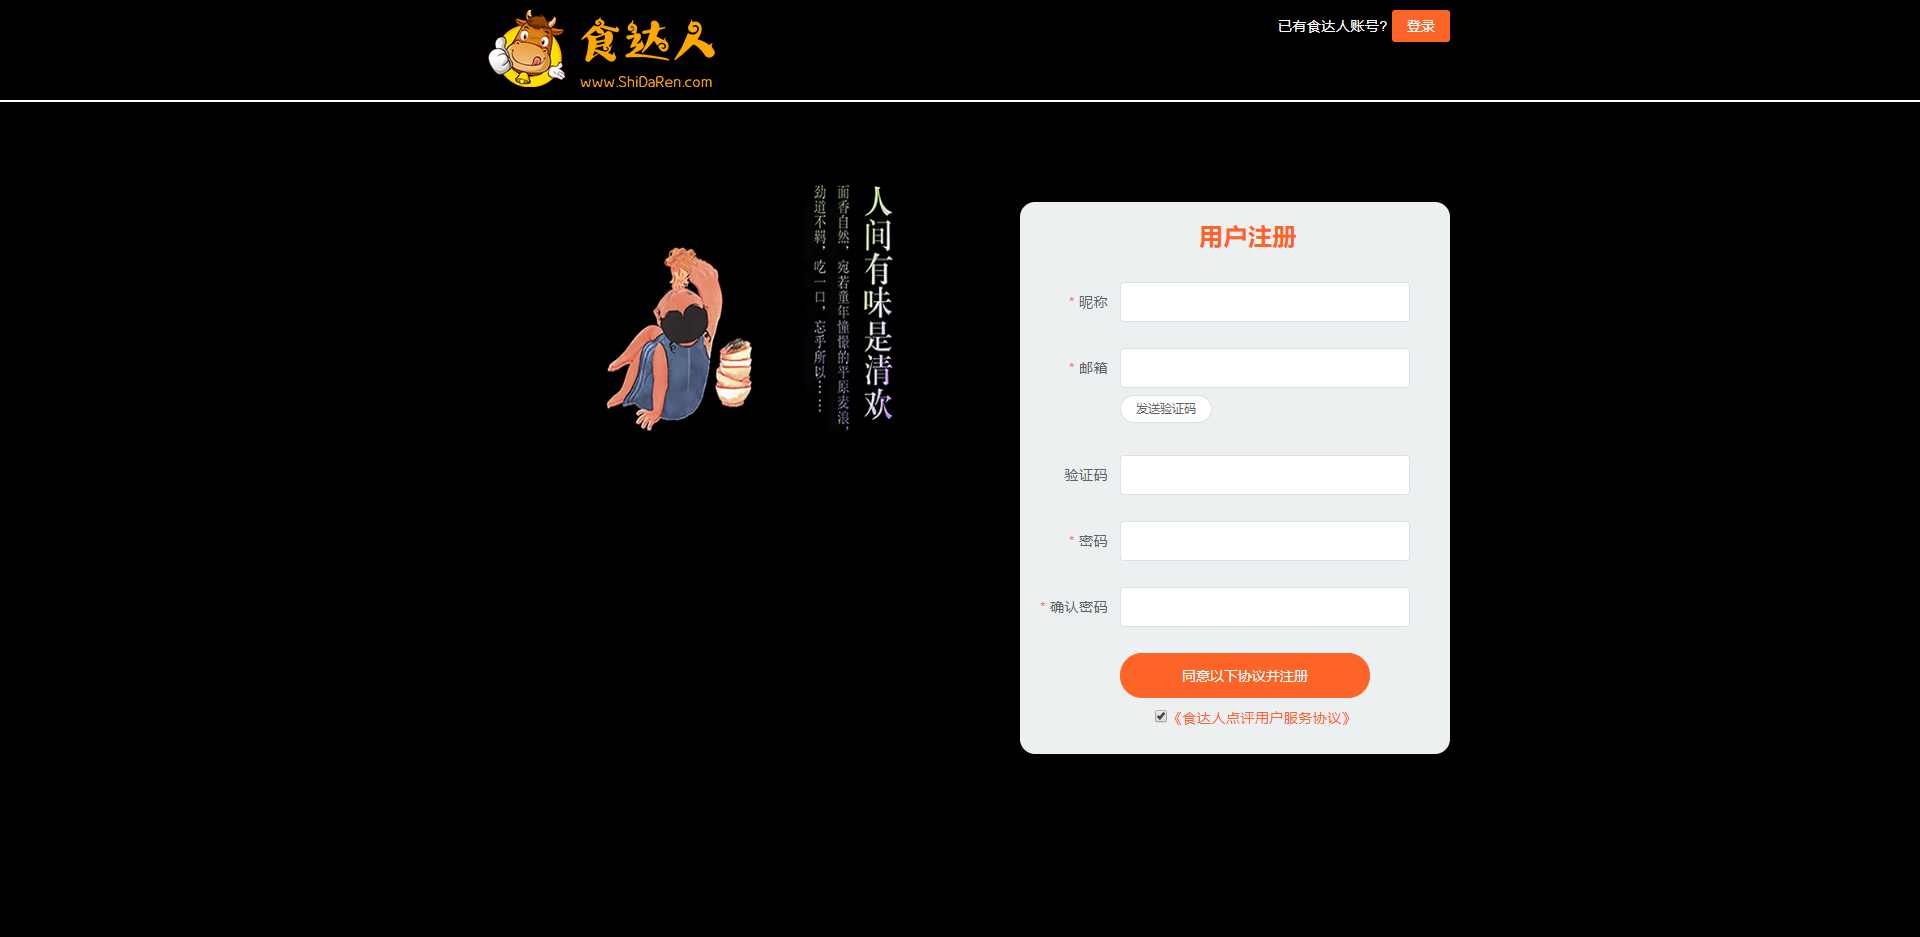 食达人
www.ShiDaRen.com
已有食达人账号?
登录
人间有味是清欢
面香自然，宛若童年憧憬的平原麦浪，
劲道不羁，吃一口，忘乎所以……
用户注册
* 昵称
* 邮箱
发送验证码
验证码
* 密码
* 确认密码
同意以下协议并注册
《食达人点评用户服务协议》